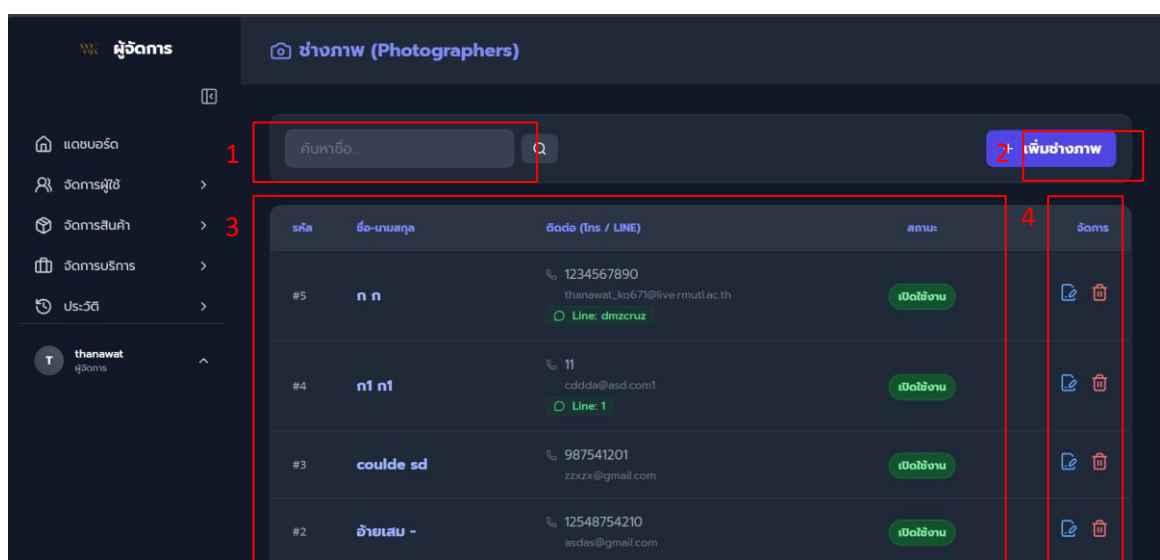 WK ผู้จัดการ
ช่างภาพ (Photographers)
แดชบอร์ด
จัดการผู้ใช้
จัดการสินค้า
จัดการบริการ
ประวัติ
T thanawat
ผู้จัดการ
1 ค้นหาชื่อ...
2 + เพิ่มช่างภาพ
3 4
รหัส ชื่อ-นามสกุล ติดต่อ (โทร / LINE) สถานะ จัดการ
1234567890
#5 ก ก thanawat_ko671@live.rmutl.ac.th เปิดใช้งาน
Line: dmzcruz
11
#4 ก1 ก1 cddda@asd.com1 เปิดใช้งาน
Line: 1
987541201
#3 coulde sd zzxzx@gmail.com เปิดใช้งาน
12548754210
#2 อ้ายเสม - asdas@gmail.com เปิดใช้งาน